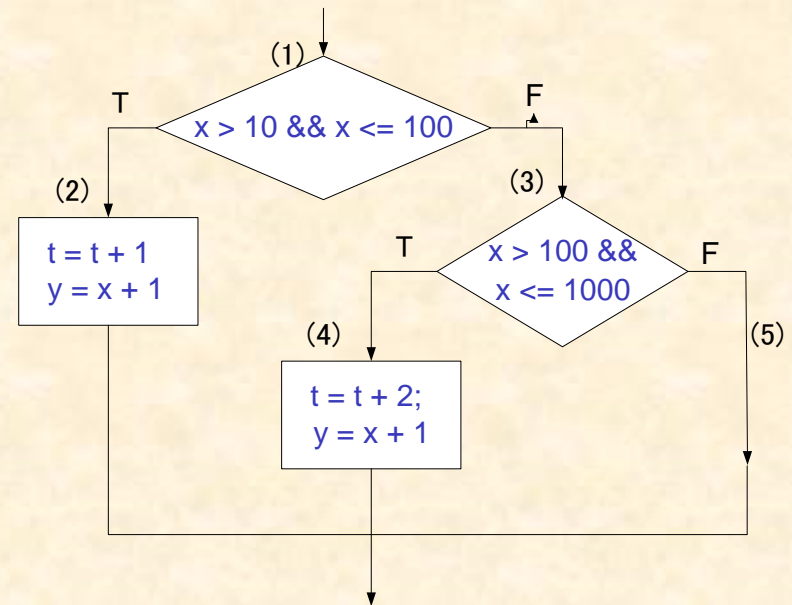 (1)
T
F
x > 10 && x <= 100
(2)
(3)
t = t + 1
y = x + 1
T
x > 100 &&
x <= 1000
F
(4)
(5)
t = t + 2;
y = x + 1